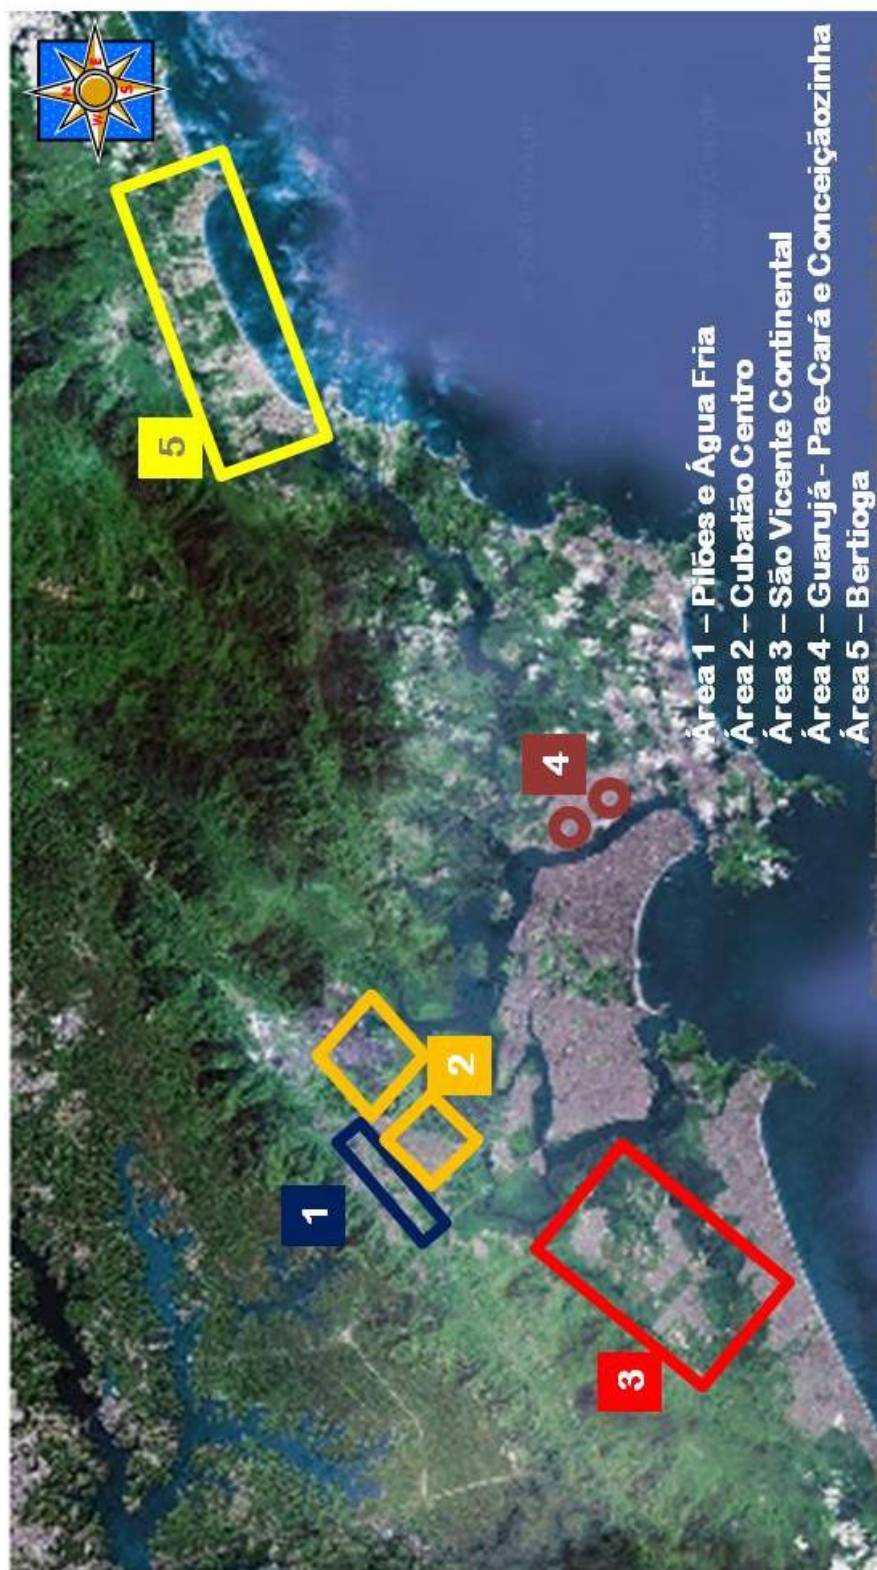 N
E
S
W
5
4
2
1
3
Área 1 – Pilões e Água Fria
Área 2 – Cubatão Centro
Área 3 – São Vicente Continental
Área 4 – Guarujá - Pae-Cará e Conceiçãozinha
Área 5 – Bertioga